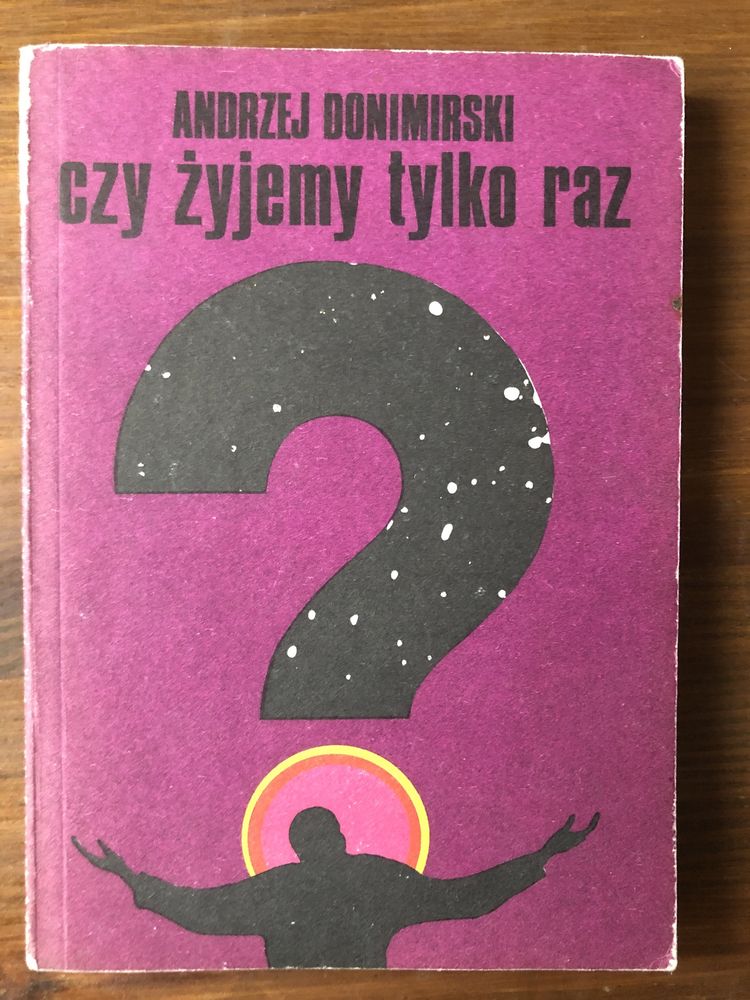 ANDRZEJ DONIMIRSKI
czy żyjemy tylko raz
?